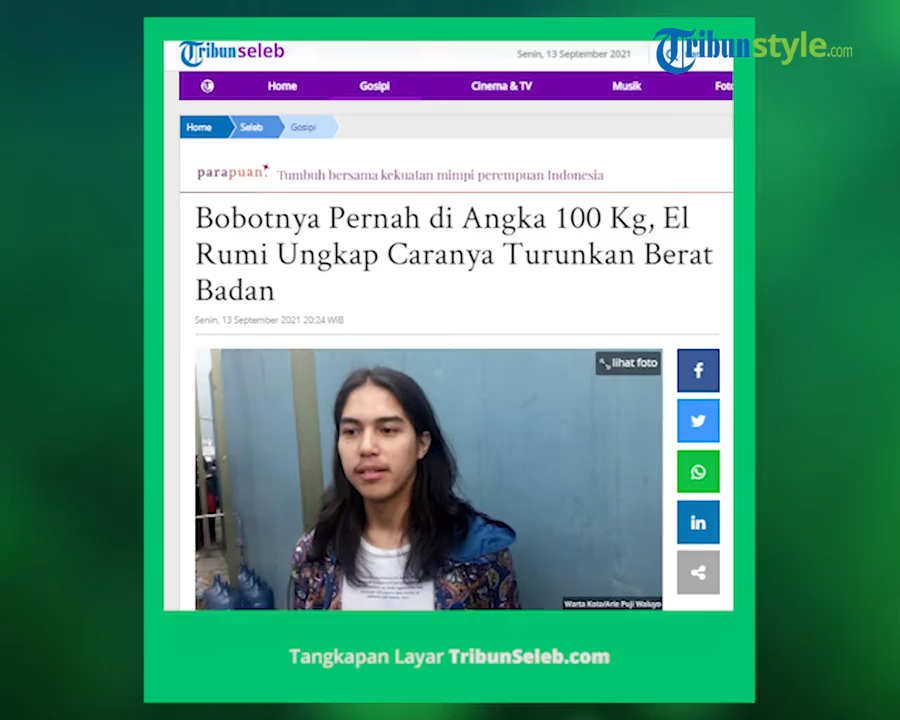 Tribunseleb
Senin, 13 September 2021
Tribunstyle.com
Home Gosipi Cinema & TV Musik Foto
Home Seleb Gosipi
parapuan. Tumbuh bersama kekuatan mimpi perempuan Indonesia
Bobotnya Pernah di Angka 100 Kg, El
Rumi Ungkap Caranya Turunkan Berat
Badan
Senin, 13 September 2021 20:24 WIB
lihat foto
Warta Kota/Arie Puji Waluyo
Tangkapan Layar TribunSeleb.com